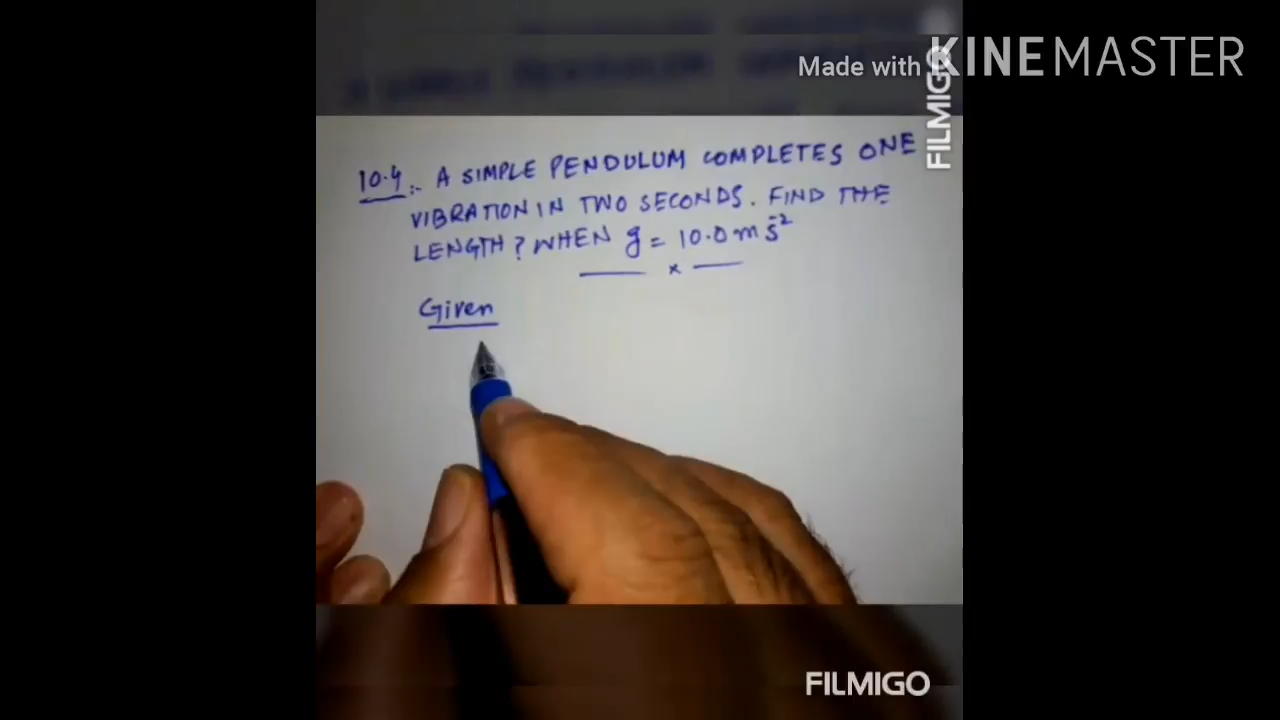 Made with KINEMASTER
FILMIGO
10.4:- A SIMPLE PENDULUM COMPLETES ONE
VIBRATION IN TWO SECONDS. FIND THE
LENGTH? WHEN g = 10.0 m s⁻²
— x —
Given
FILMIGO